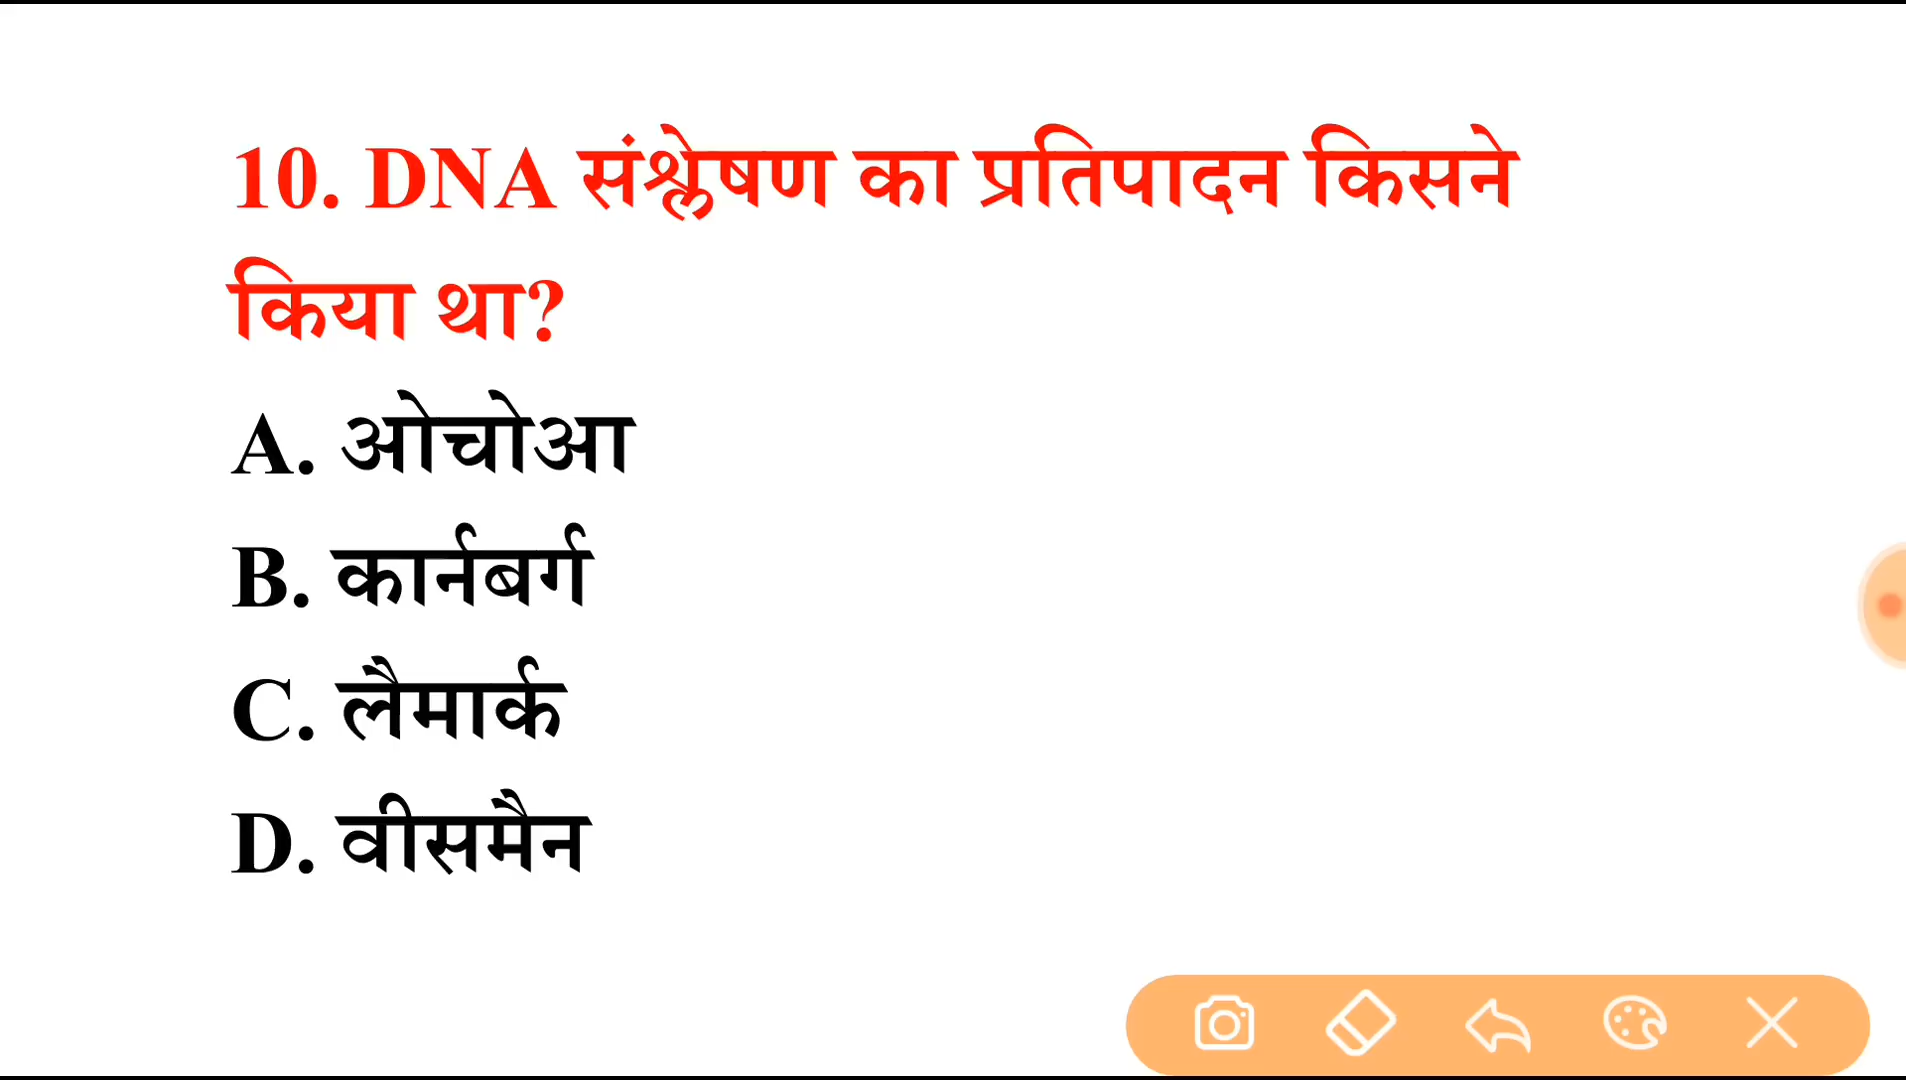 10. DNA संश्लेषण का प्रतिपादन किसने
किया था?
A. ओचोआ
B. कार्नबर्ग
C. लैमार्क
D. वीसमैन